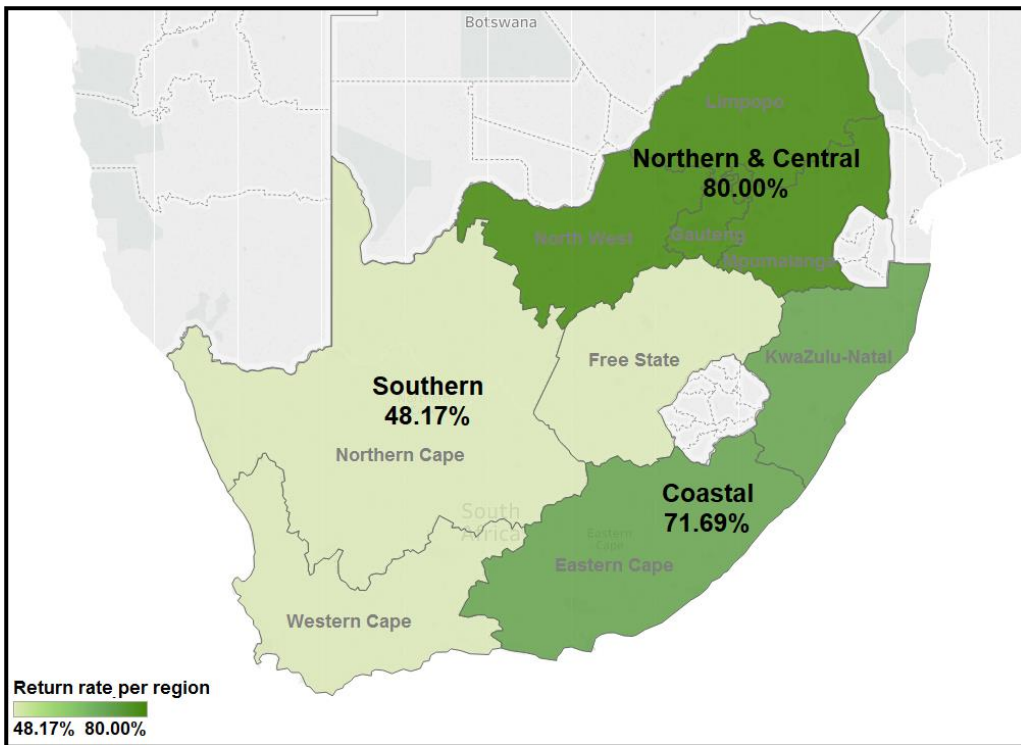 Botswana
Limpopo
Northern & Central
80.00%
North West
Gauteng
Mpumalanga
Free State
KwaZulu-Natal
Southern
48.17%
Northern Cape
Coastal
71.69%
South
Africa
Eastern
Cape
Eastern Cape
Western Cape
Return rate per region
48.17% 80.00%